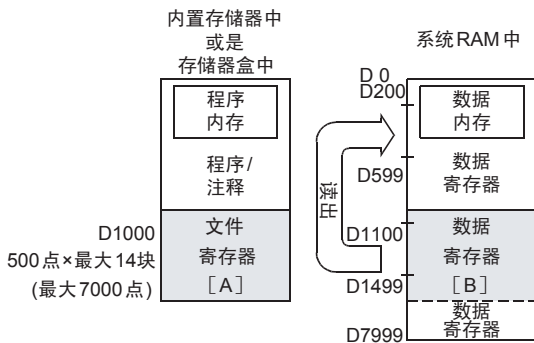 内置存储器中
或是
存储器盒中
程序
内存
程序/
注释
D1000
500点×最大14块
(最大7000点)
文件
寄存器
[A]
读出
系统RAM中
D 0
D200
D599
D1100
D1499
D7999
数据
内存
数据
寄存器
数据
寄存器
[B]
数据
寄存器